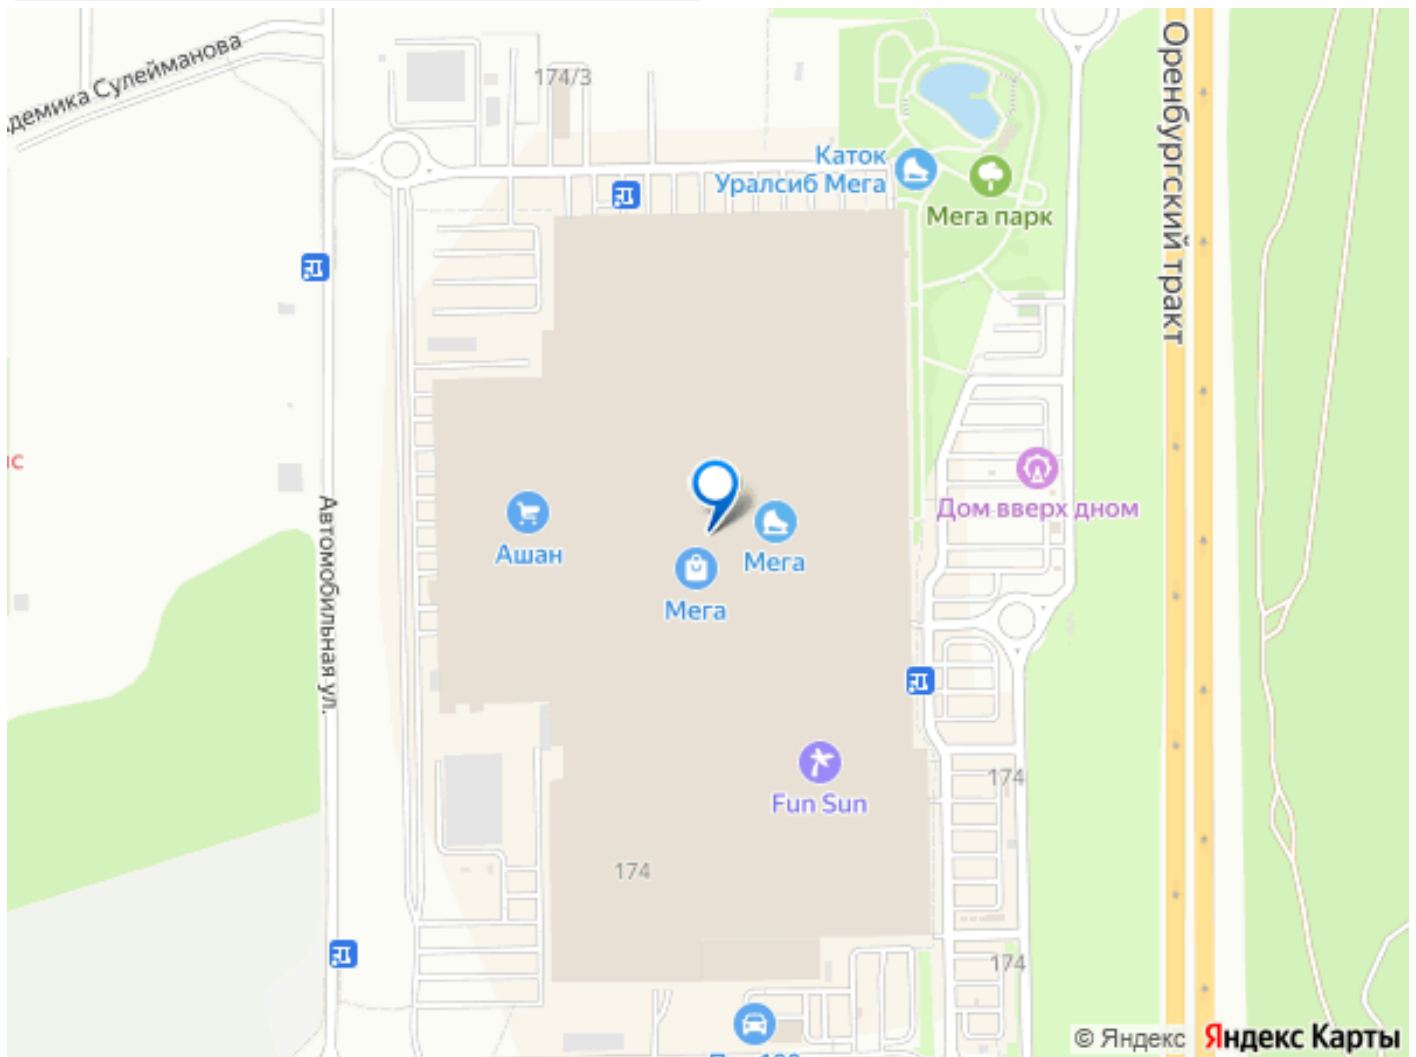 адемика Сулейманова
174/3
Оренбургский тракт
Каток
Уралсиб Мега
Мега парк
Дом вверх дном
Автомобильная ул.
Ашан
Мега
Мега
Fun Sun
174
174
174
© Яндекс
Яндекс Карты